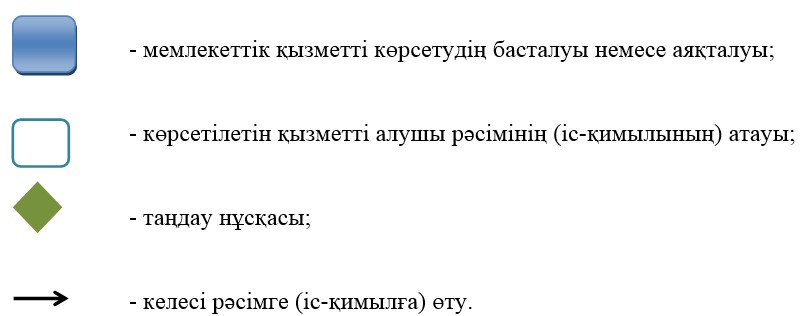 - мемлекеттік қызметті көрсетудің басталуы немесе аяқталуы;
- көрсетілетін қызметті алушы рәсімінің (іс-қимылының) атауы;
- таңдау нұсқасы;
- келесі рәсімге (іс-қимылға) өту.